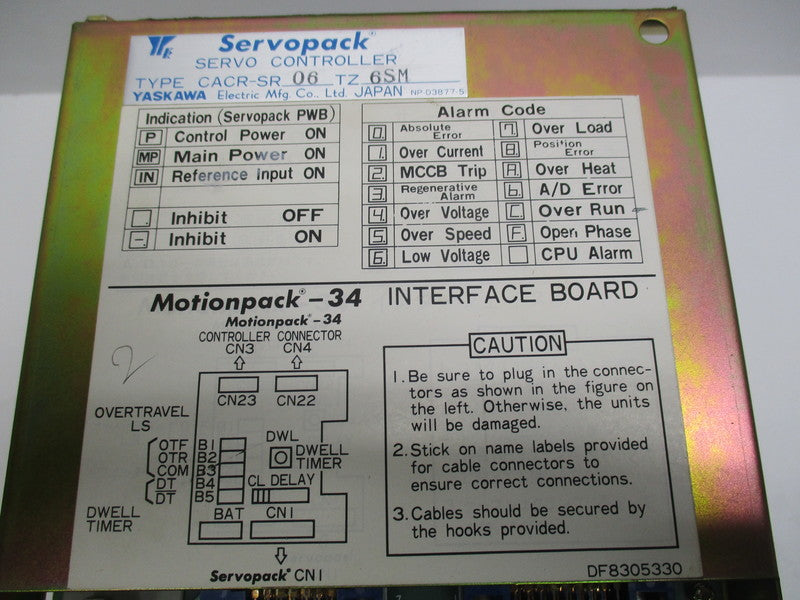 Servopack®
SERVO CONTROLLER
TYPE CACR-SR 06 TZ 6SM
YASKAWA Electric Mfg. Co., Ltd. JAPAN NP-03877-5
Indication (Servopack PWB)
P Control Power ON
MP Main Power ON
IN Reference input ON
Inhibit OFF
- Inhibit ON
Alarm Code
0. Absolute Error
1. Over Current
2. MCCB Trip
3. Regenerative Alarm
4. Over Voltage
5. Over Speed
6. Low Voltage
7. Over Load
8. Position Error
A. Over Heat
b. A/D Error
C. Over Run
F. Open Phase
CPU Alarm
Motionpack®-34 INTERFACE BOARD
Motionpack®-34
CONTROLLER CONNECTOR
CN3 CN4
CN23 CN22
OVERTRAVEL
LS
OTF B1
OTR B2
COM B3
DT B4
DT B5
DWL
DWELL
TIMER
CL DELAY
DWELL
TIMER
BAT CN1
Servopack® CN1
2
CAUTION
1. Be sure to plug in the connec-
tors as shown in the figure on
the left. Otherwise, the units
will be damaged.
2. Stick on name labels provided
for cable connectors to
ensure correct connections.
3. Cables should be secured by
the hooks provided.
DF8305330